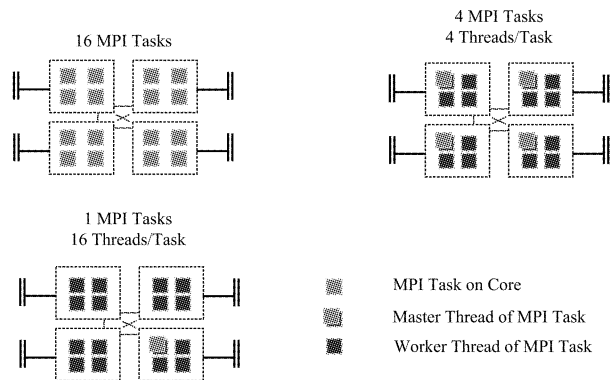 16 MPI Tasks
4 MPI Tasks
4 Threads/Task
1 MPI Tasks
16 Threads/Task
MPI Task on Core
Master Thread of MPI Task
Worker Thread of MPI Task